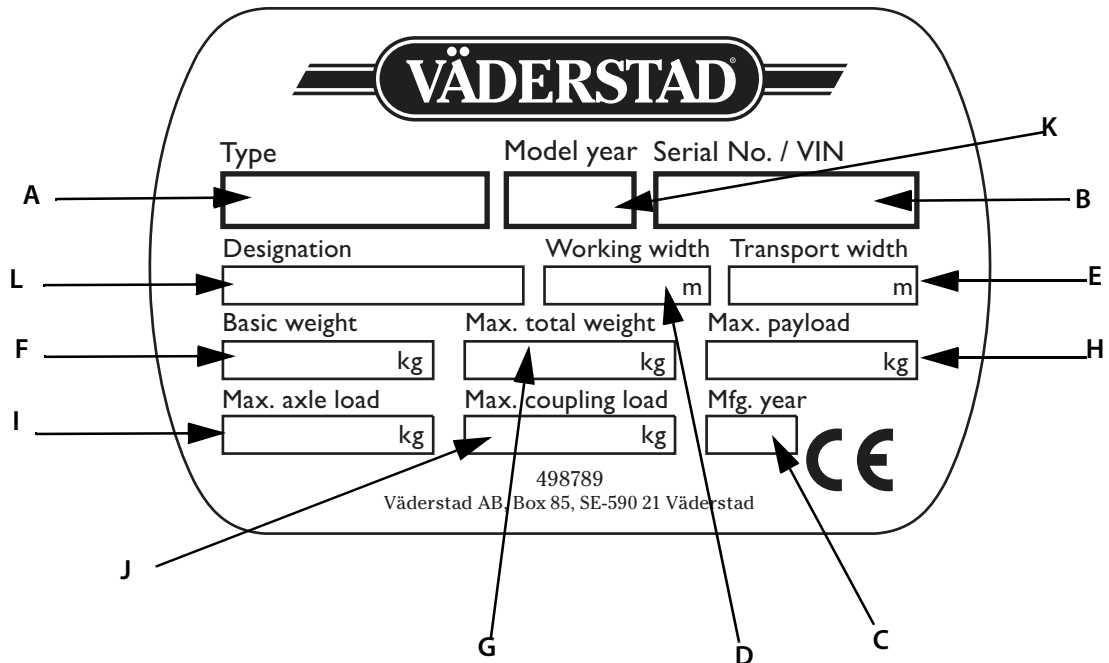 VÄDERSTAD®
K
Type Model year Serial No. / VIN
A
B
Designation Working width Transport width
L m m E
Basic weight Max. total weight Max. payload
F kg kg kg H
Max. axle load Max. coupling load Mfg. year
I kg kg CE
498789
Väderstad AB, Box 85, SE-590 21 Väderstad
J
G D C